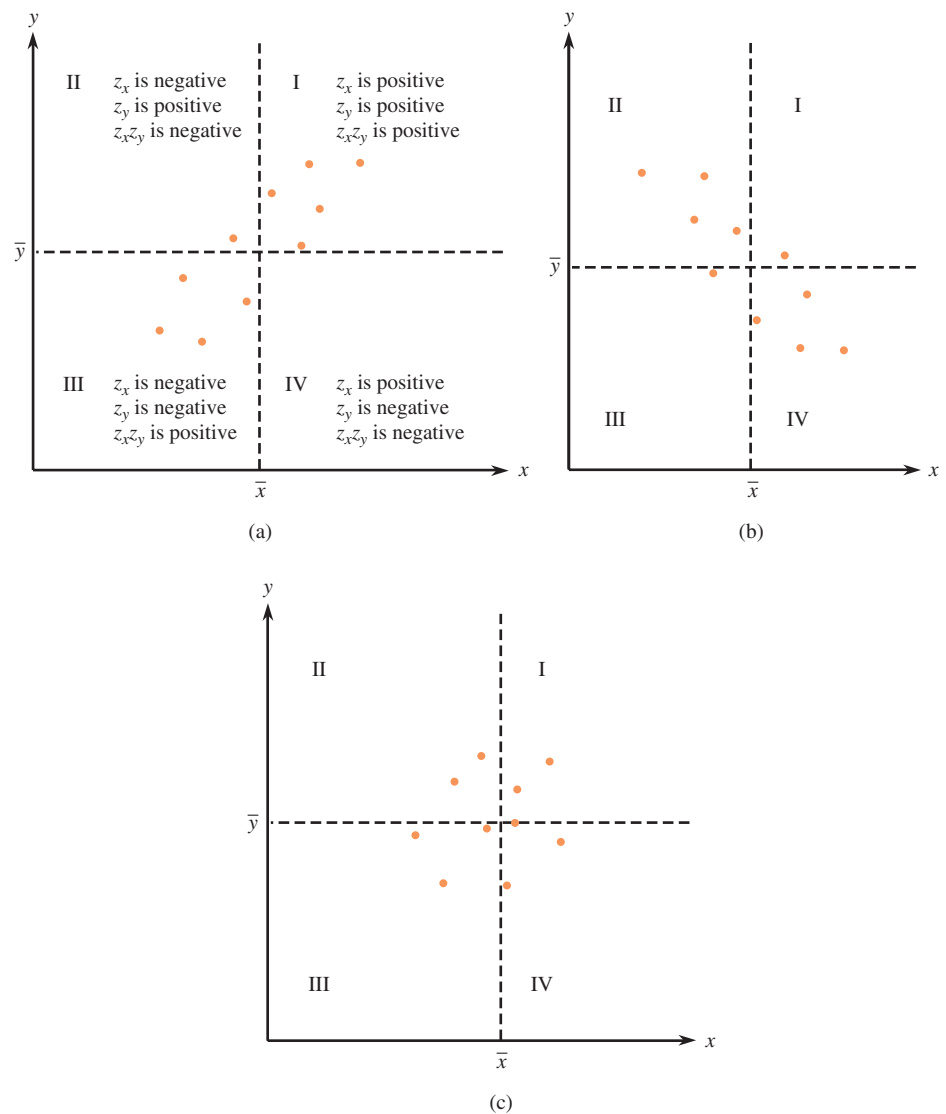 y
II
z_x is negative
z_y is positive
z_xz_y is negative
I
z_x is positive
z_y is positive
z_xz_y is positive
y̅
III
z_x is negative
z_y is negative
z_xz_y is positive
IV
z_x is positive
z_y is negative
z_xz_y is negative
x
x̅
(a)
y
II
I
y̅
III
IV
x
x̅
(b)
y
II
I
y̅
III
IV
x
x̅
(c)